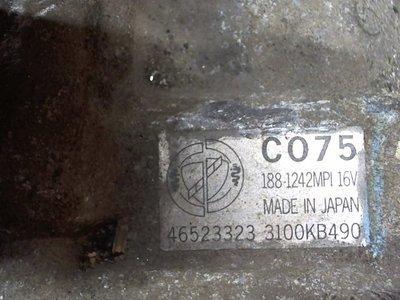 C075
188-1242MPI 16V
MADE IN JAPAN
46523323 3100KB490